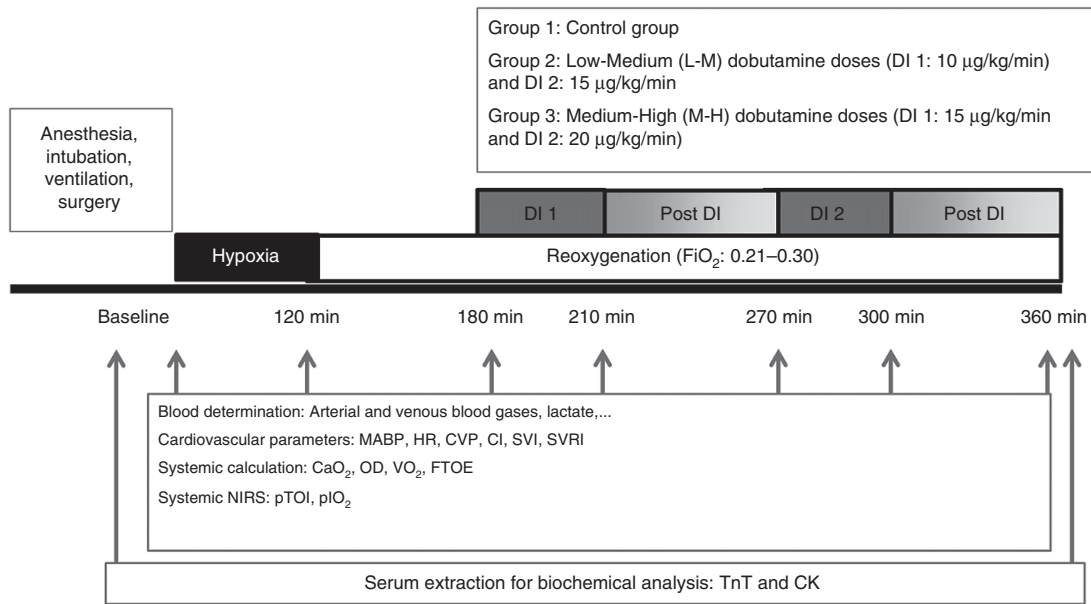 Group 1: Control group
Group 2: Low-Medium (L-M) dobutamine doses (DI 1: 10 μg/kg/min)
and DI 2: 15 μg/kg/min
Group 3: Medium-High (M-H) dobutamine doses (DI 1: 15 μg/kg/min
and DI 2: 20 μg/kg/min)
Anesthesia,
intubation,
ventilation,
surgery
DI 1 Post DI DI 2 Post DI
Hypoxia Reoxygenation (FiO₂: 0.21–0.30)
Baseline 120 min 180 min 210 min 270 min 300 min 360 min
Blood determination: Arterial and venous blood gases, lactate,...
Cardiovascular parameters: MABP, HR, CVP, CI, SVI, SVRI
Systemic calculation: CaO₂, OD, VO₂, FTOE
Systemic NIRS: pTOI, pIO₂
Serum extraction for biochemical analysis: TnT and CK